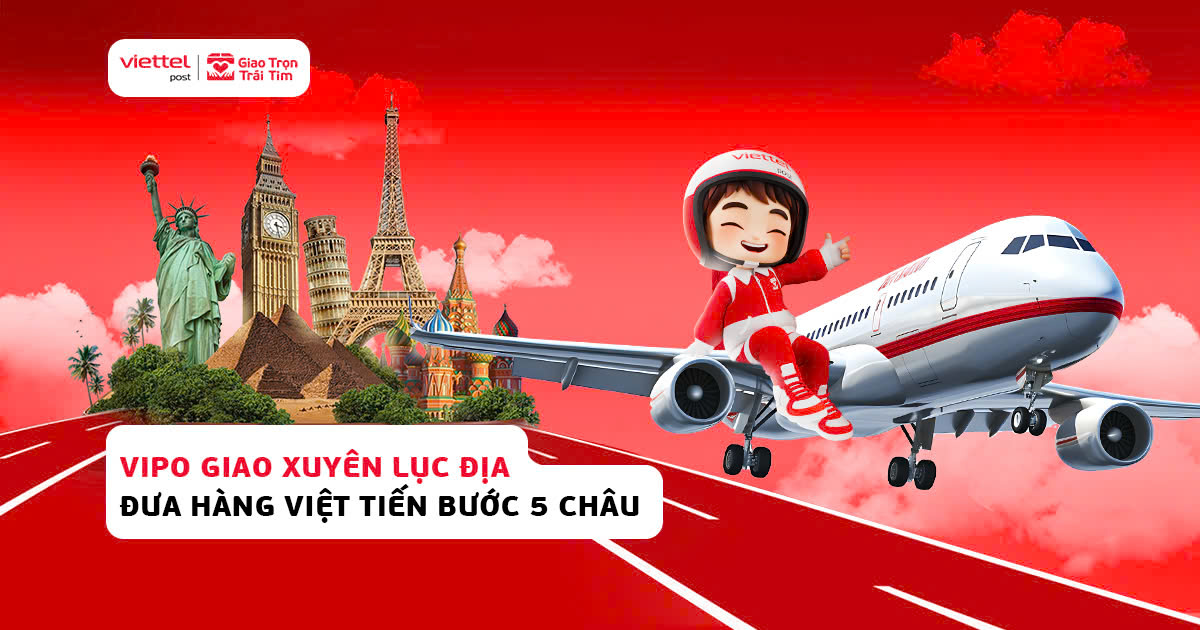 viettel
post
Giao Trọn
Trái Tim
viettel
post
VIPO GIAO XUYÊN LỤC ĐỊA
ĐƯA HÀNG VIỆT TIẾN BƯỚC 5 CHÂU